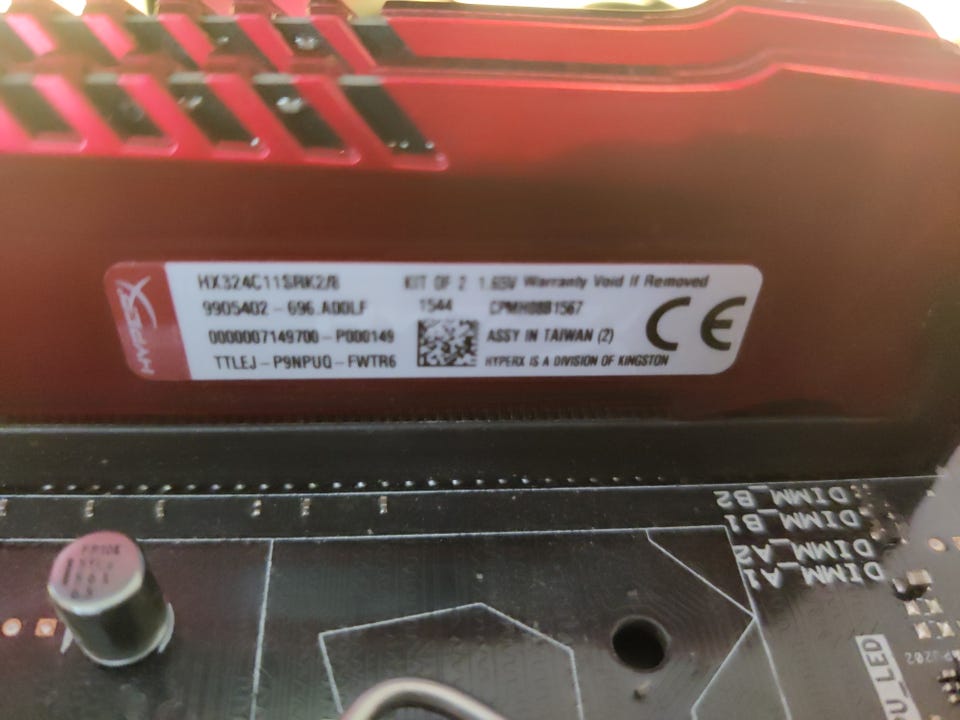 HYPERX
HX324C11SRK2/8
KIT OF 2 1.65V Warranty Void if Removed
9905402 - 696.A00LF
1544
0000007149700 - P000149
ASSY IN TAIWAN (2)
TTLEJ - P9NPUQ - FWTR6
HYPERX IS A DIVISION OF KINGSTON
CE
DIMM_B2
DIMM_B1
DIMM_A2
DIMM_A1